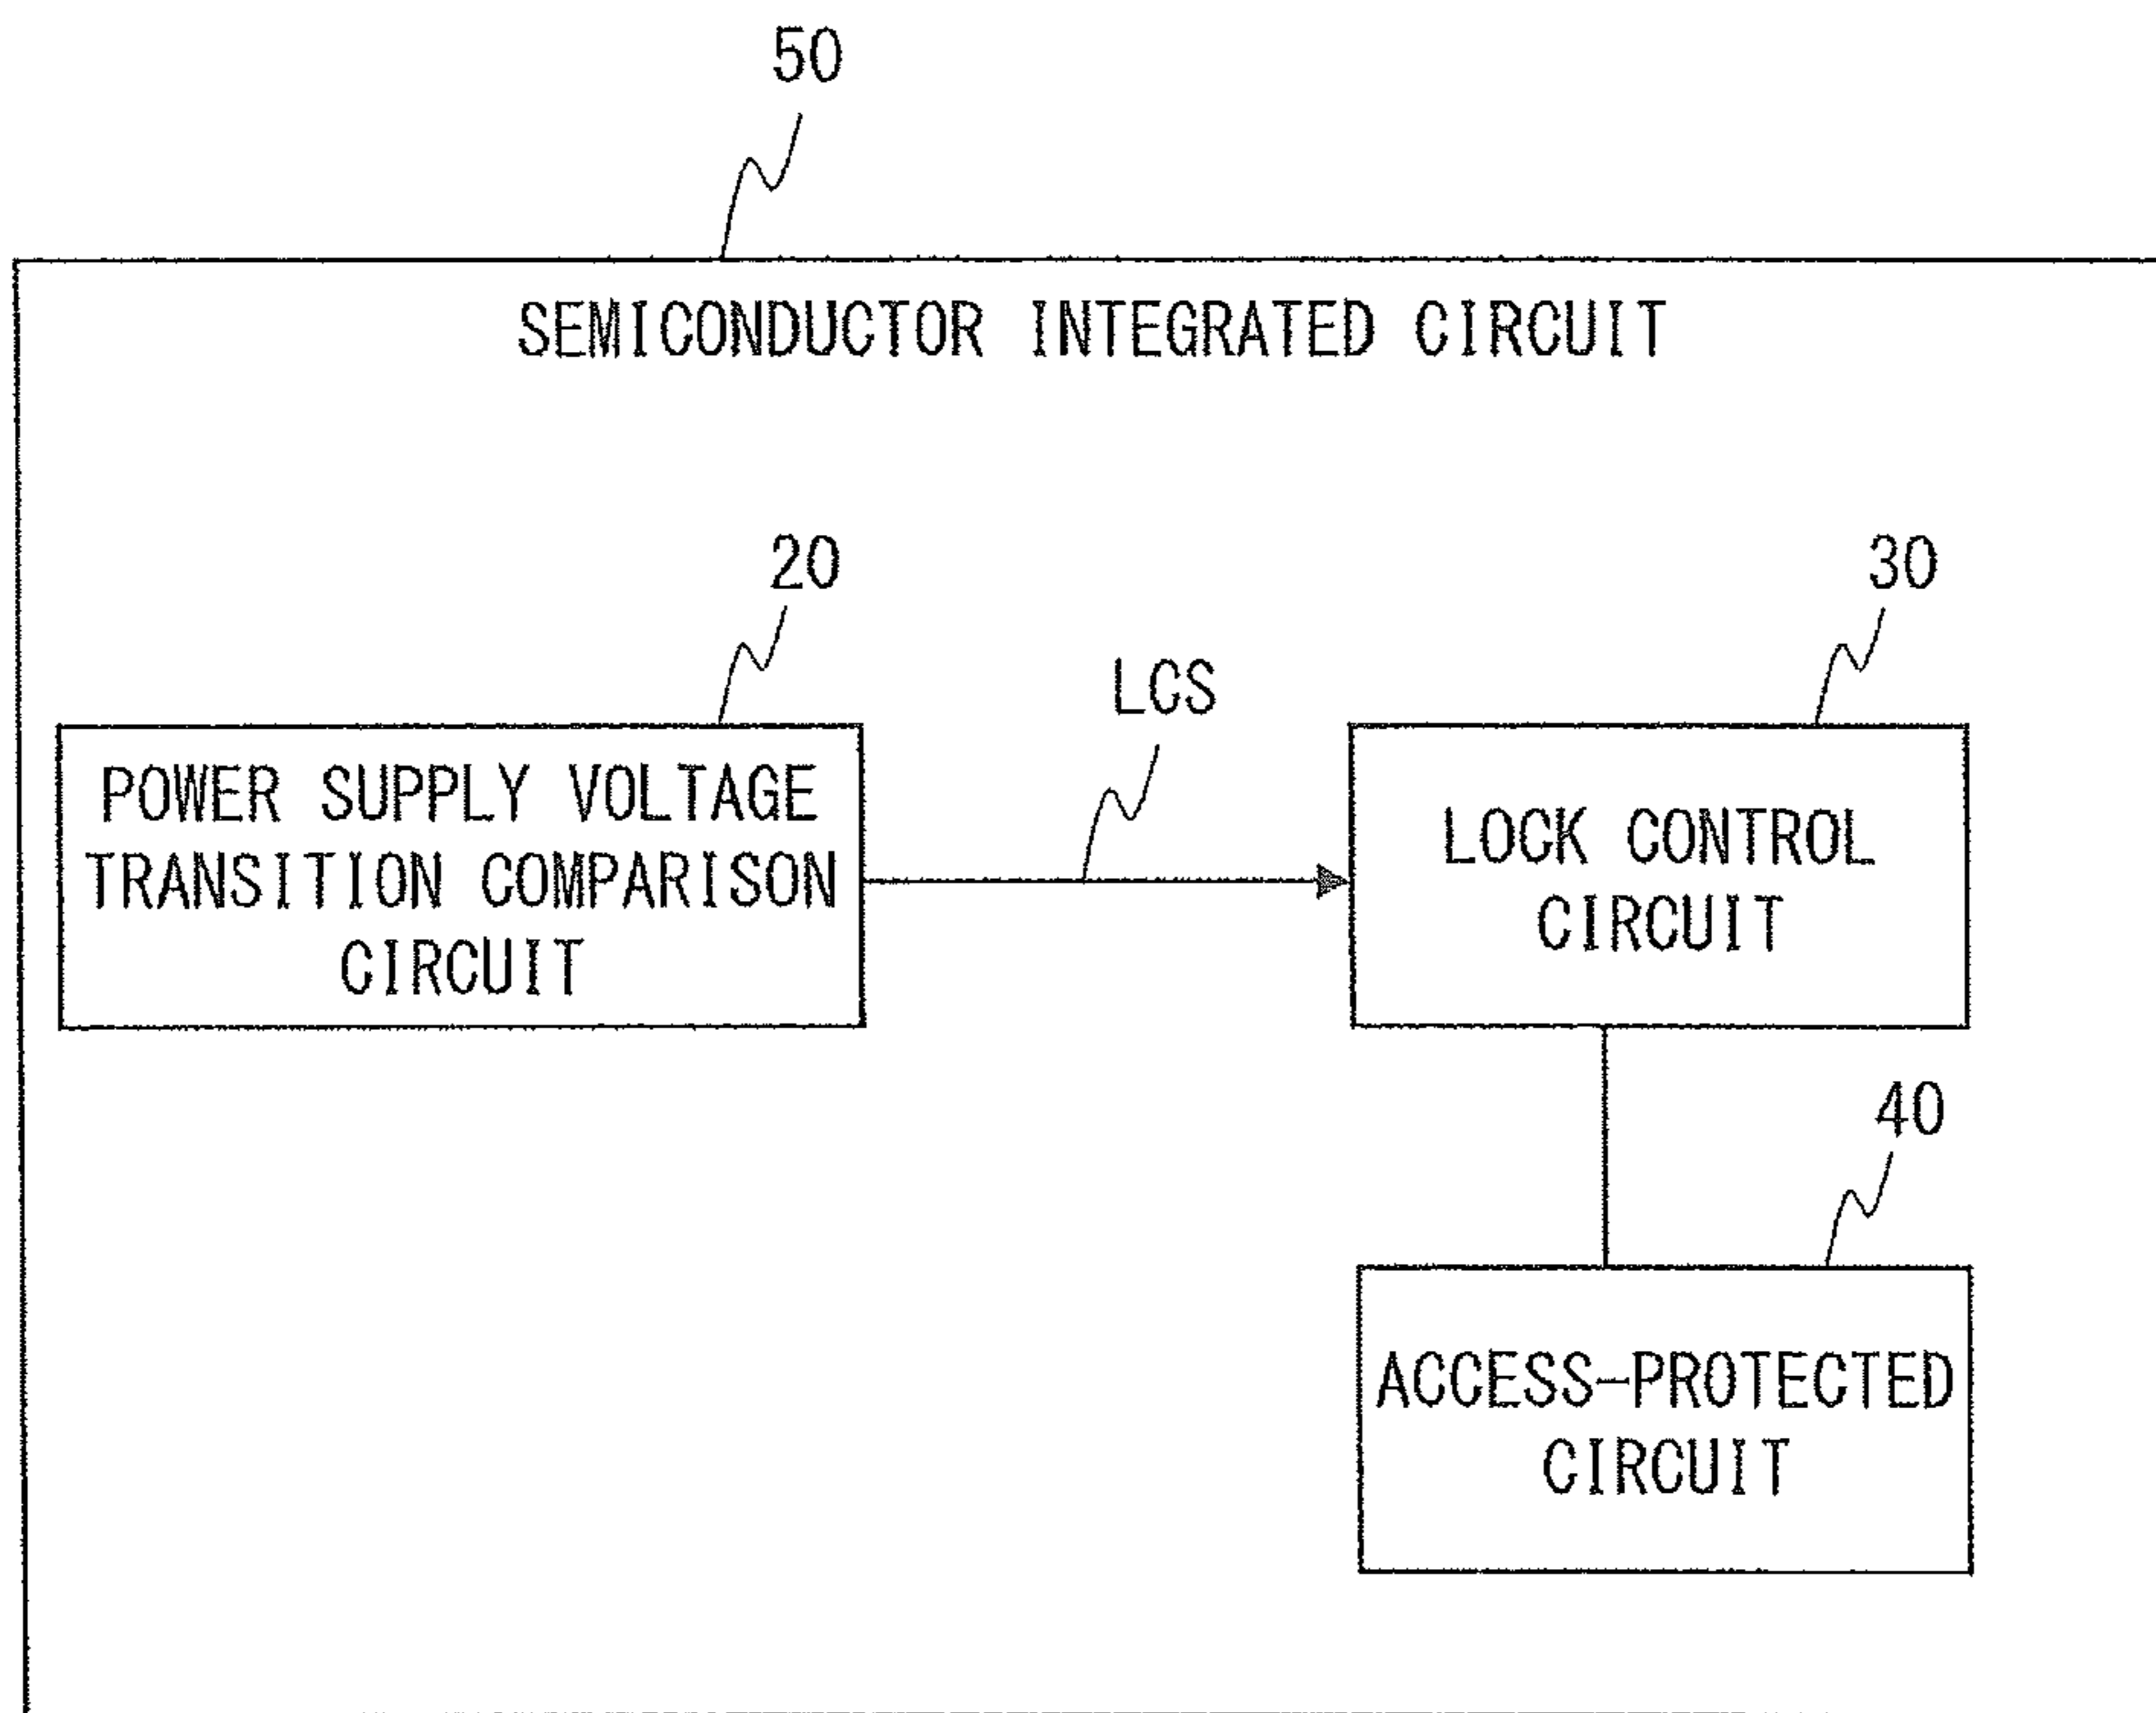 50
SEMICONDUCTOR INTEGRATED CIRCUIT
20
30
LCS
POWER SUPPLY VOLTAGE
TRANSITION COMPARISON
CIRCUIT
LOCK CONTROL
CIRCUIT
40
ACCESS-PROTECTED
CIRCUIT